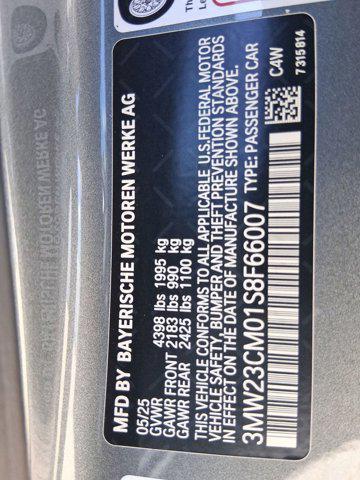 MFD BY BAYERISCHE MOTOREN WERKE AG
05/25
GVWR 4398 lbs 1995 kg
GAWR FRONT 2183 lbs 990 kg
GAWR REAR 2425 lbs 1100 kg
THIS VEHICLE CONFORMS TO ALL APPLICABLE U.S.FEDERAL MOTOR
VEHICLE SAFETY, BUMPER AND THEFT PREVENTION STANDARDS
IN EFFECT ON THE DATE OF MANUFACTURE SHOWN ABOVE.
3MW23CM01S8F66007 TYPE: PASSENGER CAR
C4W
7315814